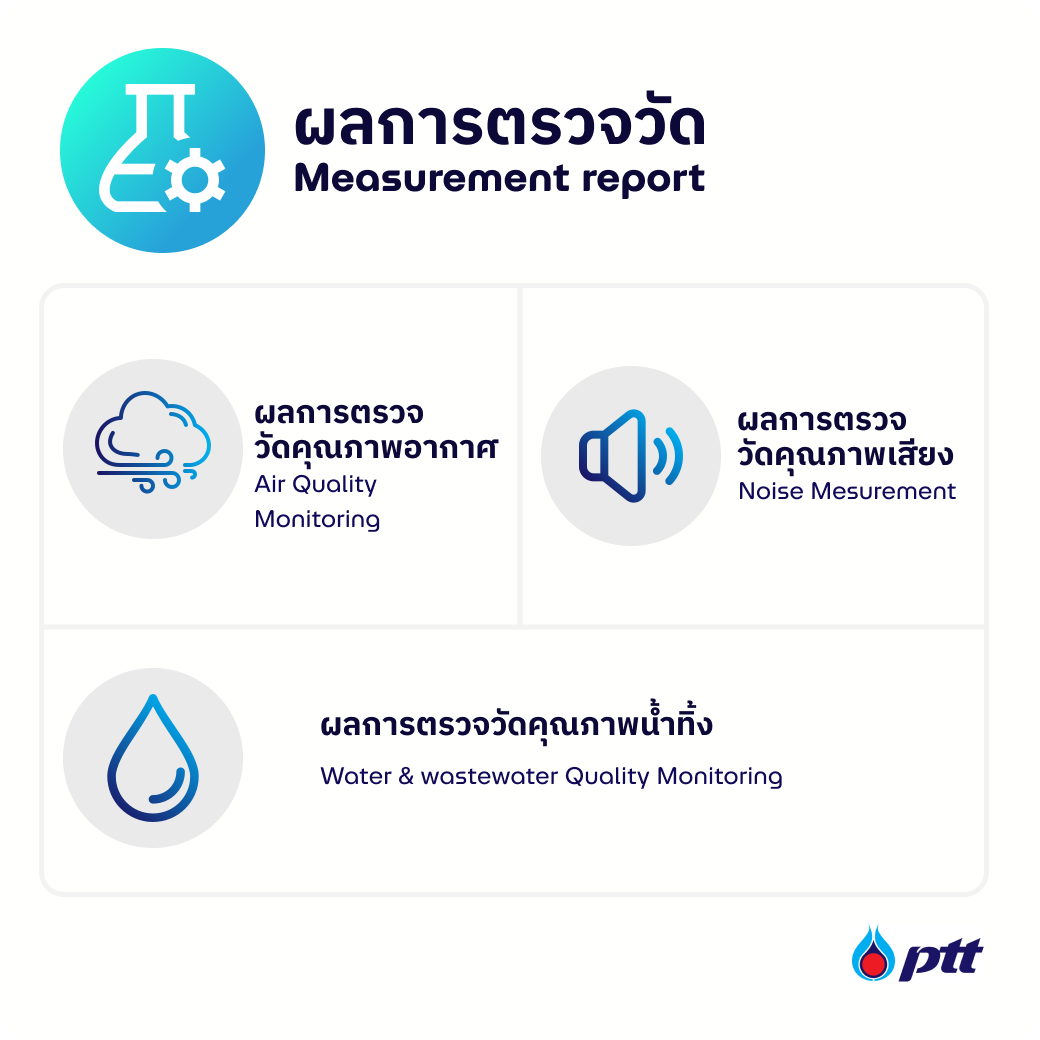 ผลการตรวจวัด
Measurement report
ผลการตรวจ
วัดคุณภาพอากาศ
Air Quality
Monitoring
ผลการตรวจ
วัดคุณภาพเสียง
Noise Mesurement
ผลการตรวจวัดคุณภาพน้ำทิ้ง
Water & wastewater Quality Monitoring
ptt